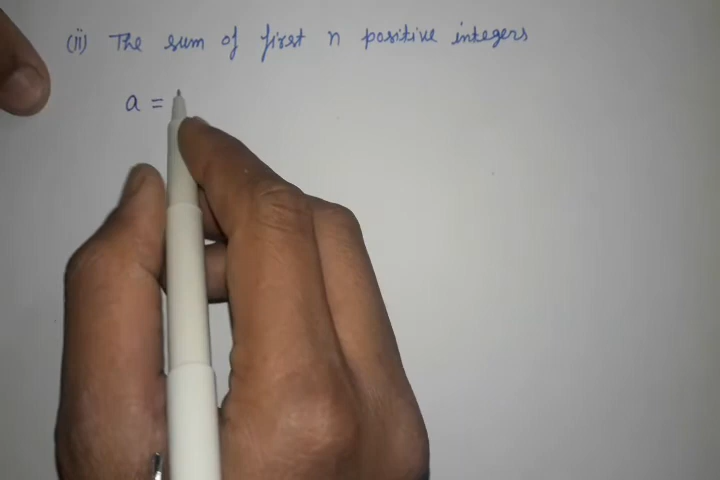 (ii) The sum of first n positive integers
a =